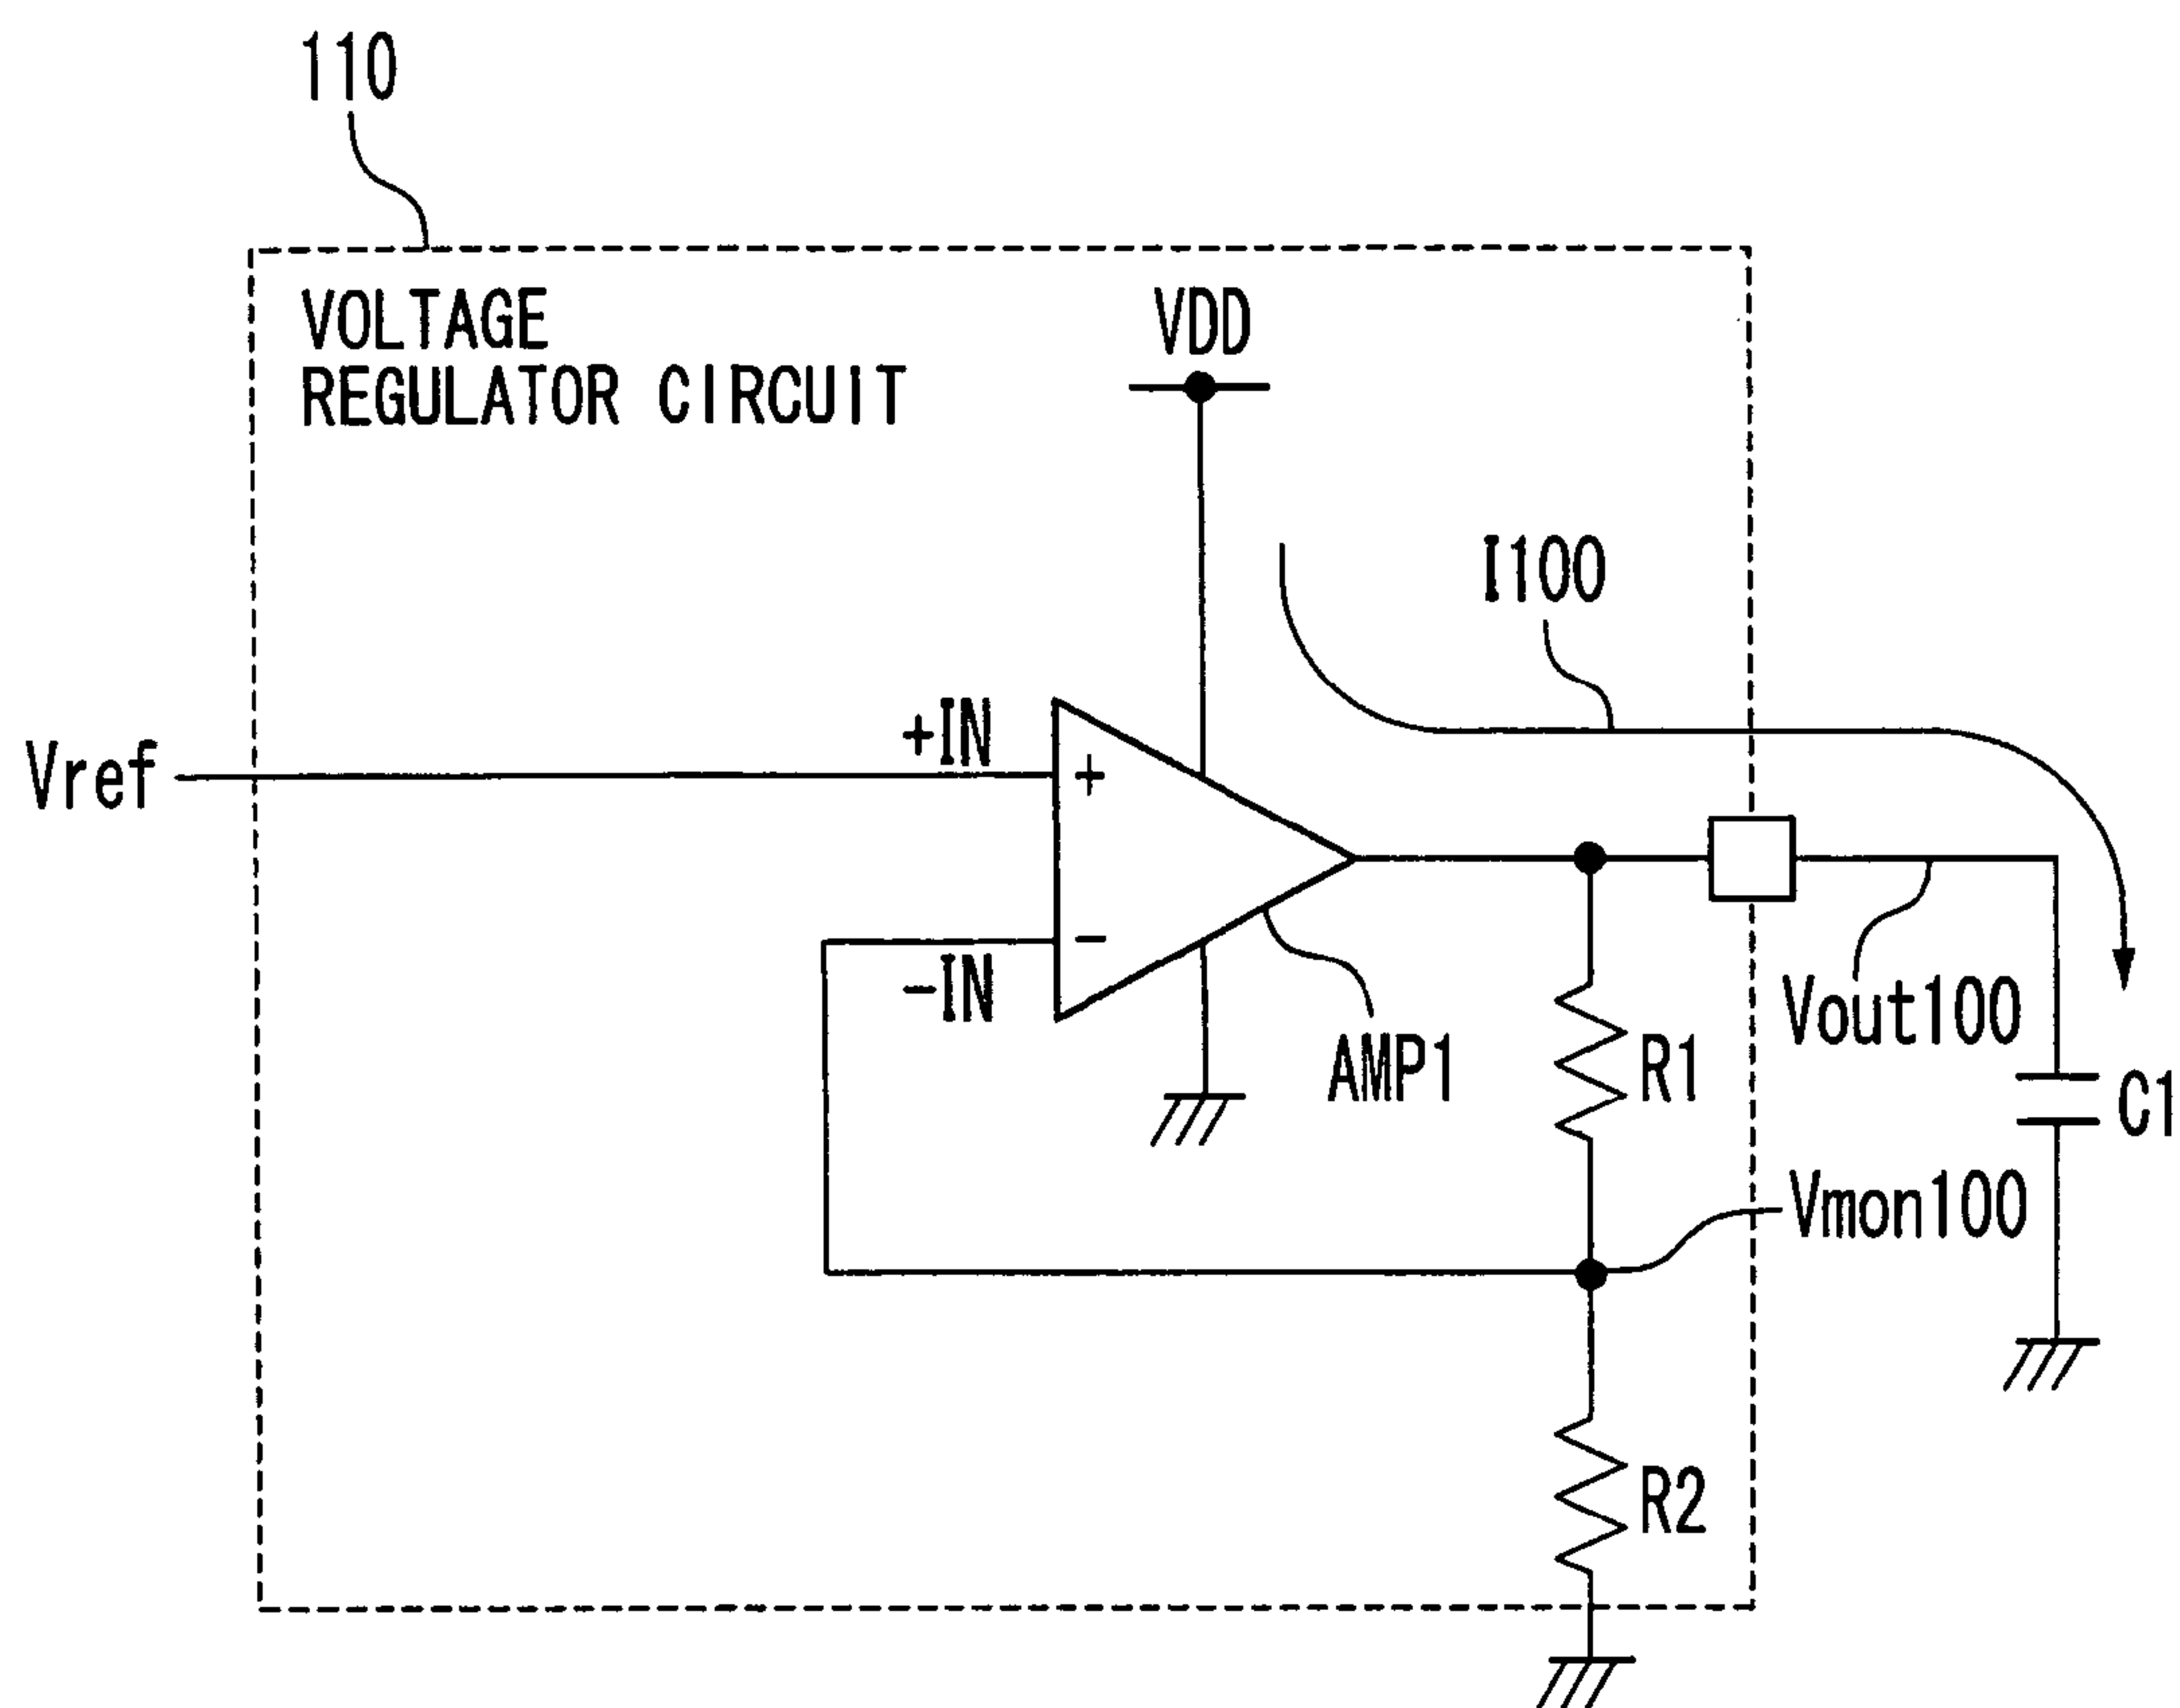 110
VOLTAGE
REGULATOR CIRCUIT
VDD
I100
+IN
Vref
+
-
-IN
AMP1
R1
Vout100
C1
Vmon100
R2